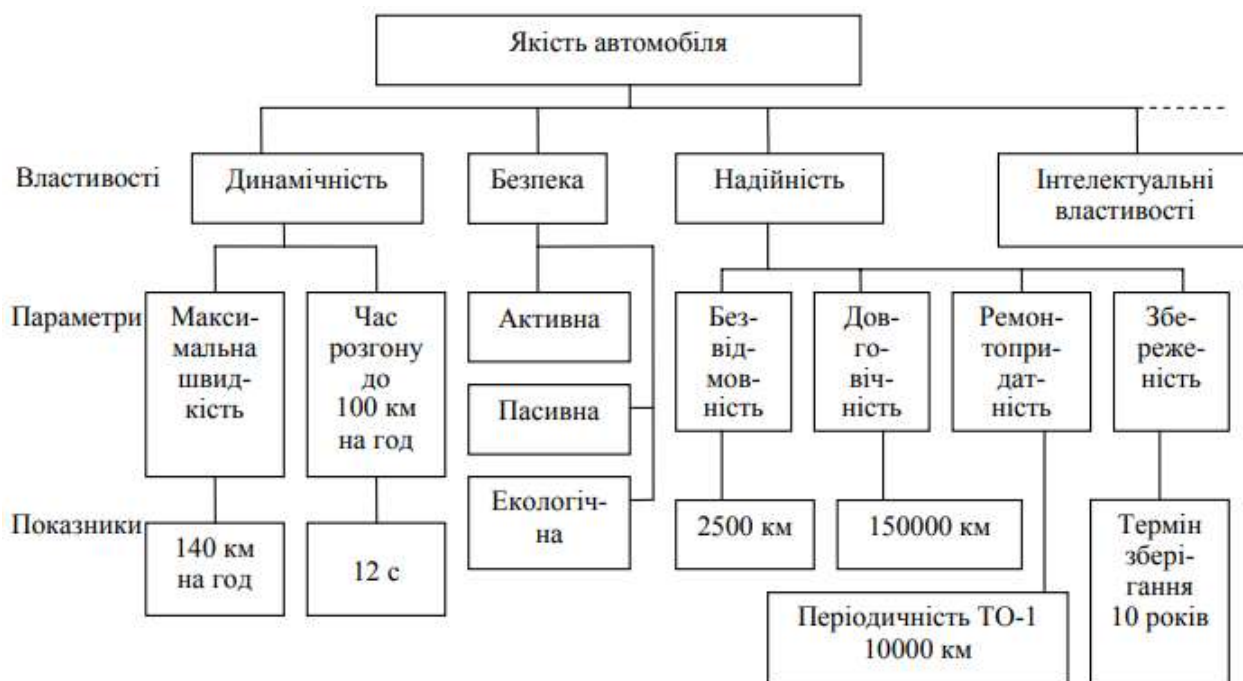 Якість автомобіля
Властивості
Динамічність
Безпека
Надійність
Інтелектуальні
властивості
Параметри
Макси-
мальна
швид-
кість
Час
розгону
до
100 км
на год
Активна
Пасивна
Екологіч-
на
Без-
від-
мов-
ність
Дов-
го-
віч-
ність
Ремон-
топри-
дат-
ність
Збе-
реже-
ність
Показники
140 км
на год
12 с
2500 км
150000 км
Періодичність ТО-1
10000 км
Термін
збері-
гання
10 років